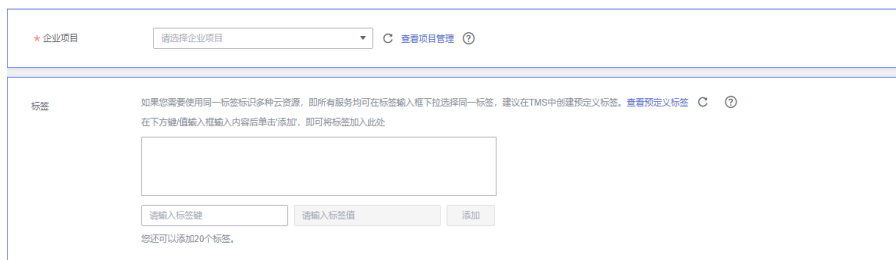 * 企业项目 请选择企业项目 查看项目管理 ?
标签 如果您需要使用同一标签标识多种云资源，即所有服务均可在标签输入框下拉选择同一标签，建议在TMS中创建预定义标签。查看预定义标签 ?
在下方键/值输入框输入内容后单击'添加'，即可将标签加入此处
请输入标签键 请输入标签值 添加
您还可以添加20个标签。